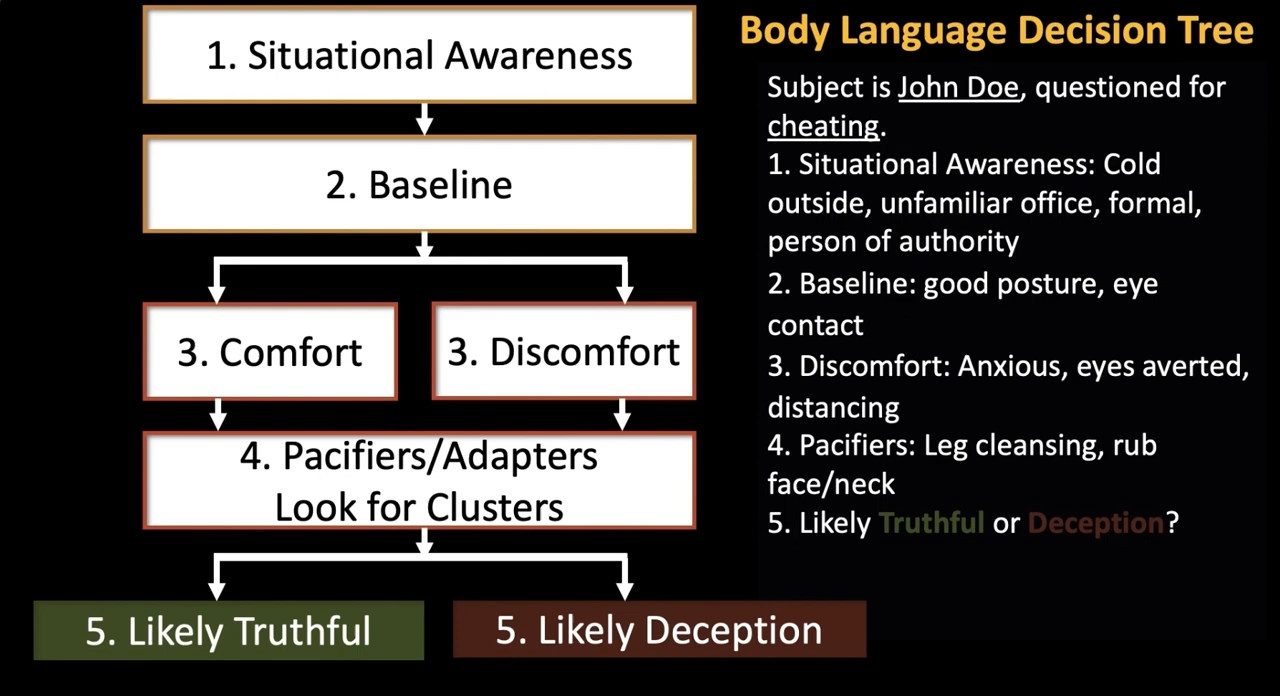 1. Situational Awareness
2. Baseline
3. Comfort
3. Discomfort
4. Pacifiers/Adapters
Look for Clusters
5. Likely Truthful
5. Likely Deception
Body Language Decision Tree
Subject is John Doe, questioned for
cheating.
1. Situational Awareness: Cold
outside, unfamiliar office, formal,
person of authority
2. Baseline: good posture, eye
contact
3. Discomfort: Anxious, eyes averted,
distancing
4. Pacifiers: Leg cleansing, rub
face/neck
5. Likely Truthful or Deception?